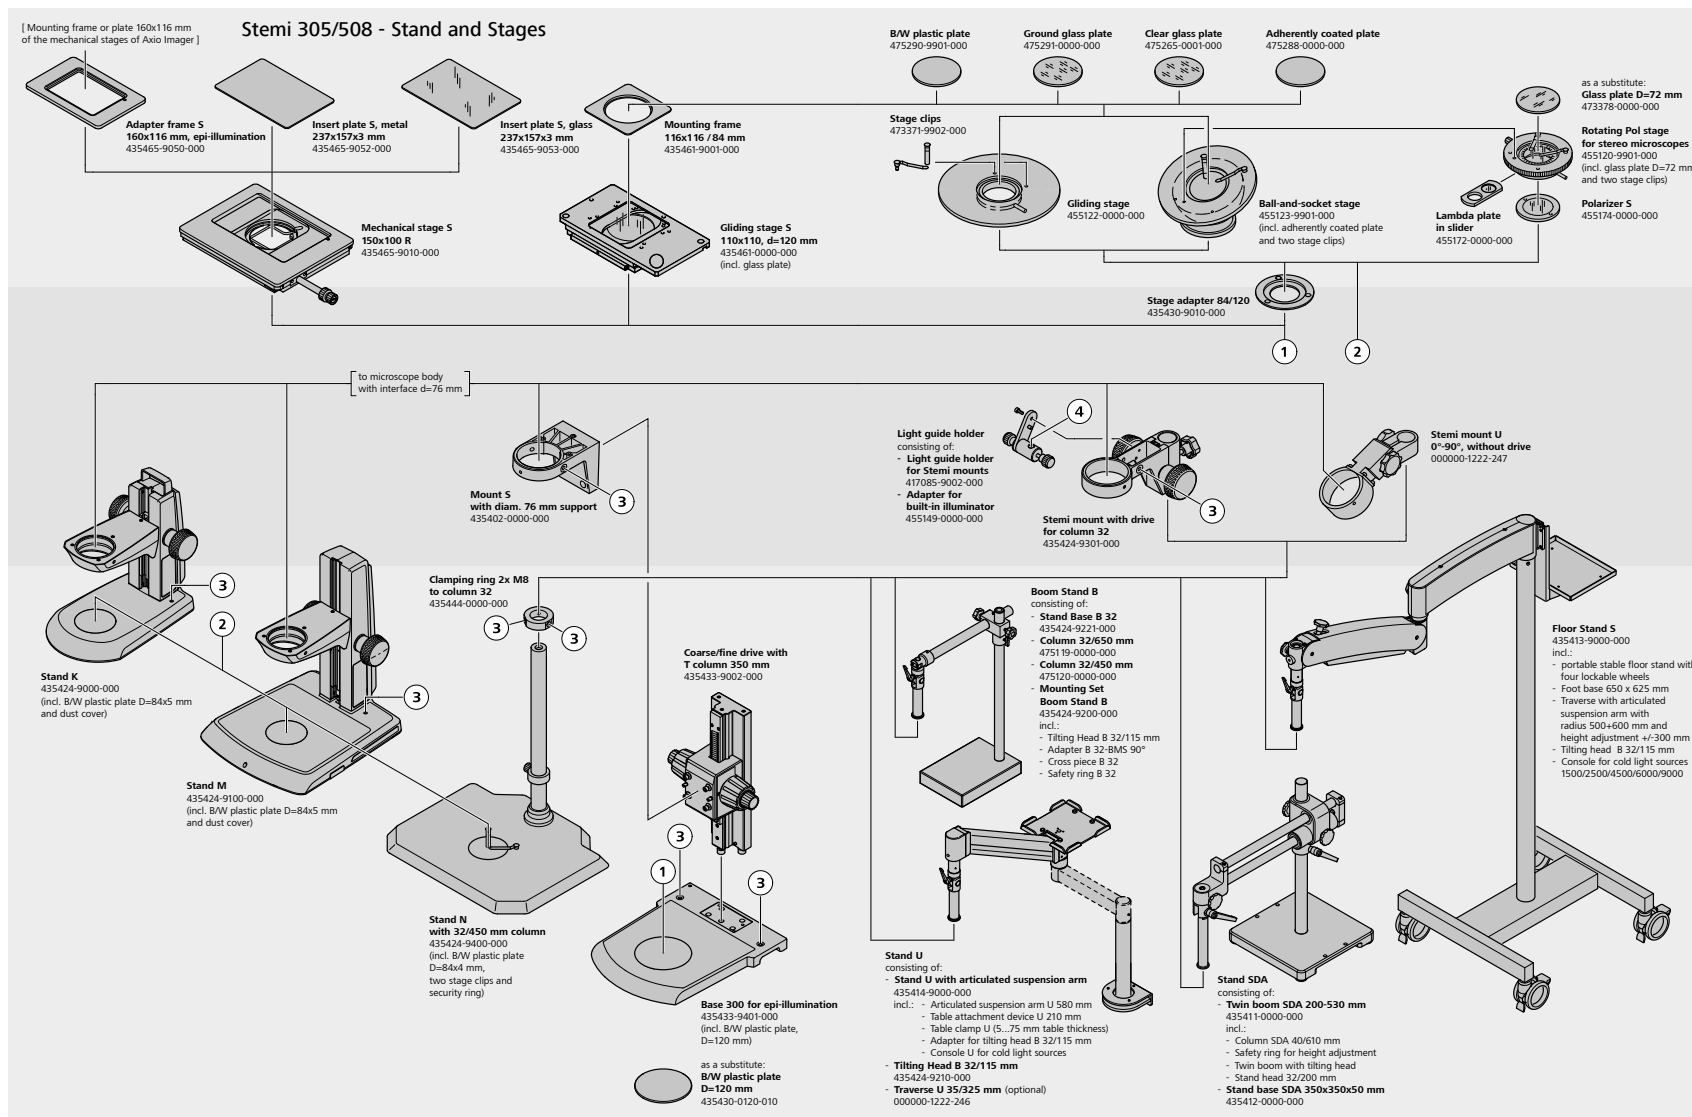 [ Mounting frame or plate 160x116 mm
of the mechanical stages of Axio Imager ]
Stemi 305/508 - Stand and Stages
B/W plastic plate
475290-9901-000
Ground glass plate
475291-0000-000
Clear glass plate
475265-0001-000
Adherently coated plate
475288-0000-000
as a substitute:
Glass plate D=72 mm
473378-0000-000
Adapter frame S
160x116 mm, epi-illumination
435465-9050-000
Insert plate S, metal
237x157x3 mm
435465-9052-000
Insert plate S, glass
237x157x3 mm
435465-9053-000
Mounting frame
116x116 / 84 mm
435461-9001-000
Stage clips
473371-9902-000
Rotating Pol stage
for stereo microscopes
455120-9901-000
(incl. glass plate D=72 mm
and two stage clips)
Mechanical stage S
150x100 R
435465-9010-000
Gliding stage S
110x110, d=120 mm
435461-0000-000
(incl. glass plate)
Gliding stage
455122-0000-000
Ball-and-socket stage
455123-9901-000
(incl. adherently coated plate
and two stage clips)
Lambda plate
in slider
455172-0000-000
Polarizer S
455174-0000-000
Stage adapter 84/120
435430-9010-000
1
2
to microscope body
with interface d=76 mm
Mount S
with diam. 76 mm support
435402-0000-000
3
Light guide holder
consisting of:
- Light guide holder
for Stemi mounts
417085-9002-000
- Adapter for
built-in illuminator
455149-0000-000
4
Stemi mount with drive
for column 32
435424-9301-000
3
Stemi mount U
0°-90°, without drive
000000-1222-247
3
2
3
Stand K
435424-9000-000
(incl. B/W plastic plate D=84x5 mm
and dust cover)
Stand M
435424-9100-000
(incl. B/W plastic plate D=84x5 mm
and dust cover)
Clamping ring 2x M8
to column 32
435444-0000-000
3
3
Stand N
with 32/450 mm column
435424-9400-000
(incl. B/W plastic plate
D=84x4 mm,
two stage clips and
security ring)
Coarse/fine drive with
T column 350 mm
435433-9002-000
3
1
3
Base 300 for epi-illumination
435433-9401-000
(incl. B/W plastic plate,
D=120 mm)
as a substitute:
B/W plastic plate
D=120 mm
435430-0120-010
Boom Stand B
consisting of:
- Stand Base B 32
435424-9221-000
- Column 32/650 mm
475119-0000-000
- Column 32/450 mm
475120-0000-000
- Mounting Set
Boom Stand B
435424-9200-000
incl.:
- Tilting Head B 32/115 mm
- Adapter B 32-BMS 90°
- Cross piece B 32
- Safety ring B 32
Stand U
consisting of:
- Stand U with articulated suspension arm
435414-9000-000
incl.: - Articulated suspension arm U 580 mm
- Table attachment device U 210 mm
- Table clamp U (5...75 mm table thickness)
- Adapter for tilting head B 32/115 mm
- Console U for cold light sources
- Tilting Head B 32/115 mm
435424-9210-000
- Traverse U 35/325 mm (optional)
000000-1222-246
Stand SDA
consisting of:
- Twin boom SDA 200-530 mm
435411-0000-000
incl.:
- Column SDA 40/610 mm
- Safety ring for height adjustment
- Twin boom with tilting head
- Stand head 32/200 mm
- Stand base SDA 350x350x50 mm
435412-0000-000
Floor Stand S
435413-9000-000
incl.:
- portable stable floor stand with
four lockable wheels
- Foot base 650 x 625 mm
- Traverse with articulated
suspension arm with
radius 500+600 mm and
height adjustment +/-300 mm
- Tilting head B 32/115 mm
- Console for cold light sources
1500/2500/4500/6000/9000